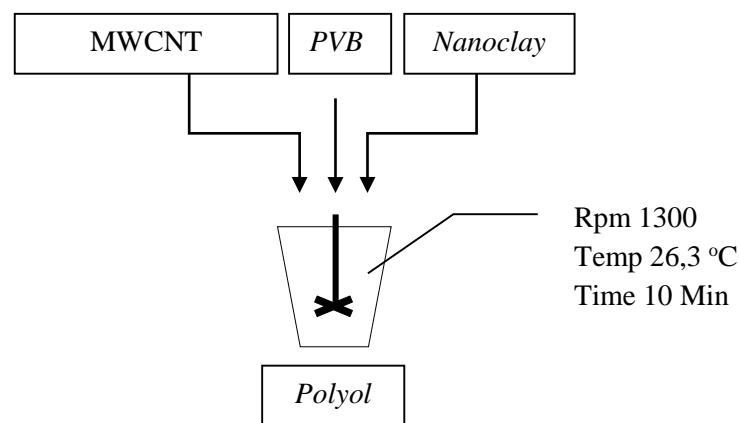 MWCNT
PVB
Nanoclay
Rpm 1300
Temp 26,3 ºC
Time 10 Min
Polyol